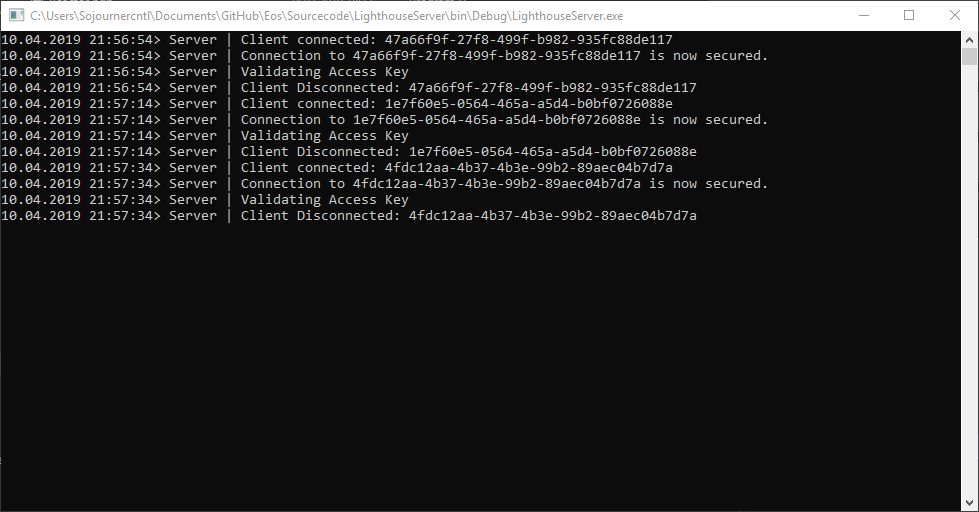 C:\Users\Sojournercntl\Documents\GitHub\Eos\Sourcecode\LighthouseServer\bin\Debug\LighthouseServer.exe
10.04.2019 21:56:54> Server | Client connected: 47a66f9f-27f8-499f-b982-935fc88de117
10.04.2019 21:56:54> Server | Connection to 47a66f9f-27f8-499f-b982-935fc88de117 is now secured.
10.04.2019 21:56:54> Server | Validating Access Key
10.04.2019 21:56:54> Server | Client Disconnected: 47a66f9f-27f8-499f-b982-935fc88de117
10.04.2019 21:57:14> Server | Client connected: 1e7f60e5-0564-465a-a5d4-b0bf0726088e
10.04.2019 21:57:14> Server | Connection to 1e7f60e5-0564-465a-a5d4-b0bf0726088e is now secured.
10.04.2019 21:57:14> Server | Validating Access Key
10.04.2019 21:57:14> Server | Client Disconnected: 1e7f60e5-0564-465a-a5d4-b0bf0726088e
10.04.2019 21:57:34> Server | Client connected: 4fdc12aa-4b37-4b3e-99b2-89aec04b7d7a
10.04.2019 21:57:34> Server | Connection to 4fdc12aa-4b37-4b3e-99b2-89aec04b7d7a is now secured.
10.04.2019 21:57:34> Server | Validating Access Key
10.04.2019 21:57:34> Server | Client Disconnected: 4fdc12aa-4b37-4b3e-99b2-89aec04b7d7a